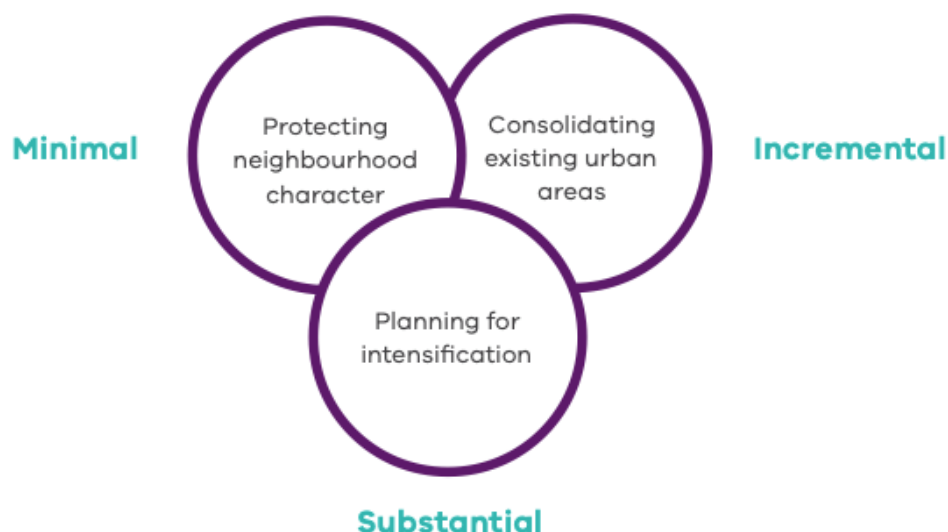 Minimal
Protecting
neighbourhood
character
Consolidating
existing urban
areas
Incremental
Planning for
intensification
Substantial